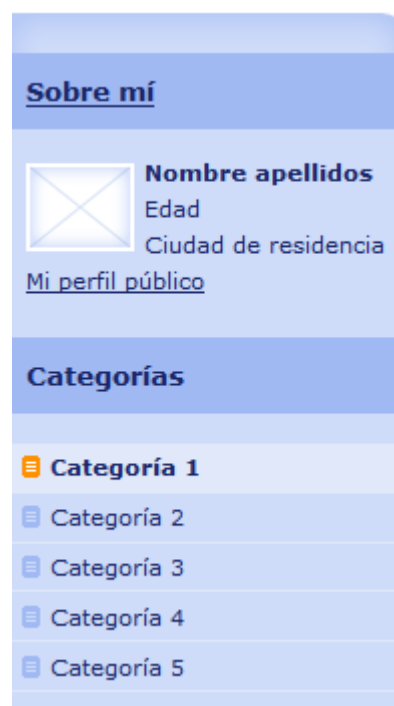 Sobre mí
Nombre apellidos
Edad
Ciudad de residencia
Mi perfil público
Categorías
Categoría 1
Categoría 2
Categoría 3
Categoría 4
Categoría 5